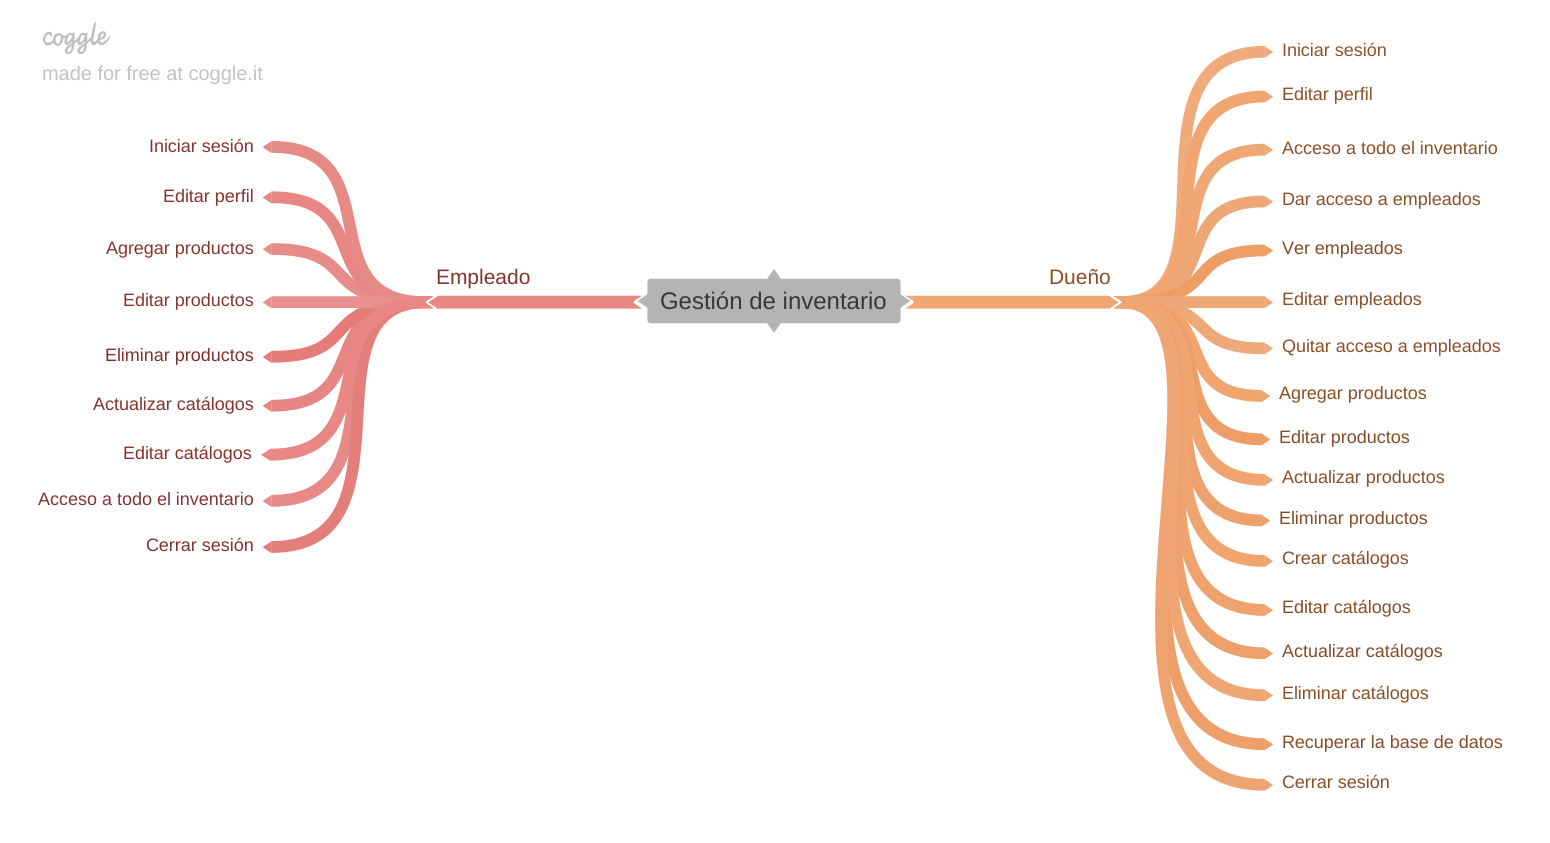 coggle
made for free at coggle.it
Gestión de inventario
Empleado
Iniciar sesión
Editar perfil
Agregar productos
Editar productos
Eliminar productos
Actualizar catálogos
Editar catálogos
Acceso a todo el inventario
Cerrar sesión
Dueño
Iniciar sesión
Editar perfil
Acceso a todo el inventario
Dar acceso a empleados
Ver empleados
Editar empleados
Quitar acceso a empleados
Agregar productos
Editar productos
Actualizar productos
Eliminar productos
Crear catálogos
Editar catálogos
Actualizar catálogos
Eliminar catálogos
Recuperar la base de datos
Cerrar sesión